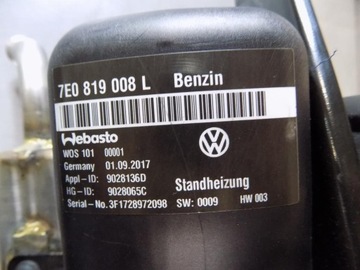 7E0 819 008 L Benzin
Webasto
WOS 101 00001
Germany 01.09.2017
Appl-ID: 9028136D
HG-ID: 9028065C Standheizung
Serial-No: 3F1728972098 SW: 0009 HW 003